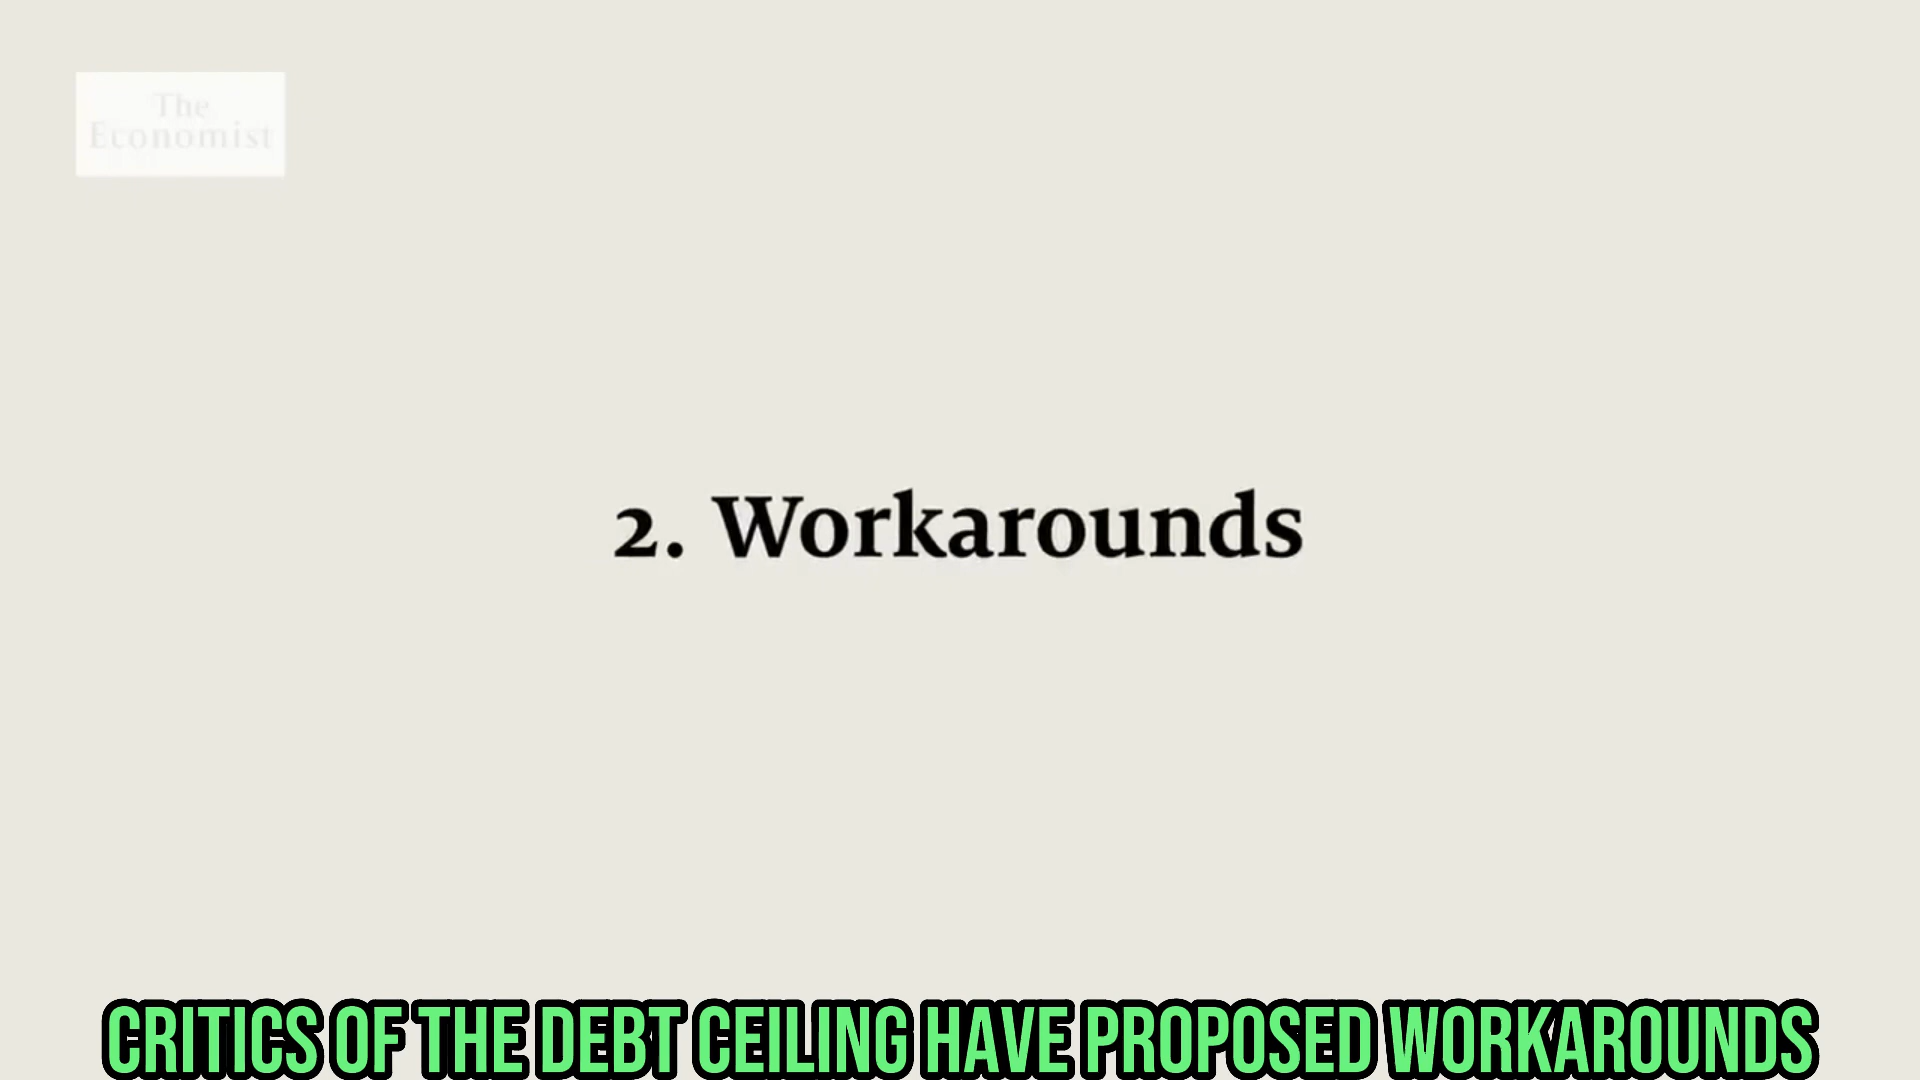 The
Economist
2. Workarounds
CRITICS OF THE DEBT CEILING HAVE PROPOSED WORKAROUNDS